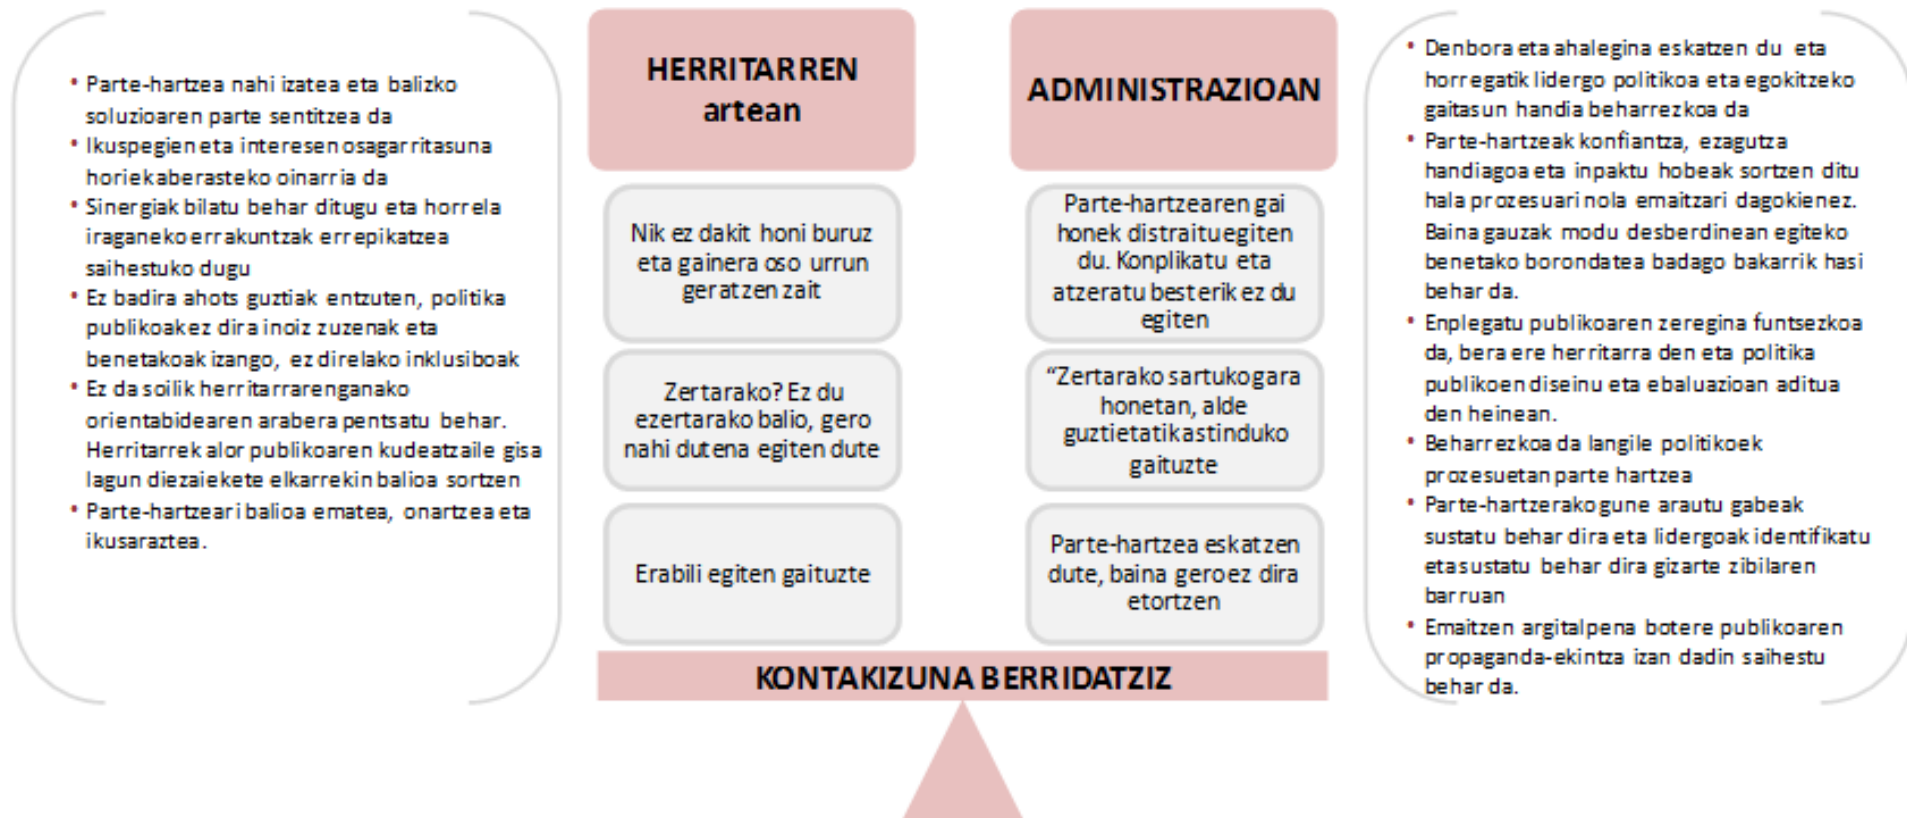 • Parte-hartzea nahi izatea eta balizko
soluzioaren parte sentitzea da
• Ikuspegien eta interesen osagarritasuna
horiek aberasteko oinarria da
• Sinergiak bilatu behar ditugu eta horrela
iraganeko errakuntzak errepikatzea
saihestuko dugu
• Ez badira ahots guztiak entzuten, politika
publikoak ez dira inoiz zuzenak eta
benetakoak izango, ez direlako inklusiboak
• Ez da soilik herritarrarenganako
orientabidearen arabera pentsatu behar.
Herritarrek alor publikoaren kudeatzaile gisa
lagun diezaiekete elkarrekin balioa sortzen
• Parte-hartzeari balioa ematea, onartzea eta
ikusaraztea.
HERRITARREN
artean
Nik ez dakit honi buruz
eta gainera oso urrun
geratzen zait
Zertarako? Ez du
ezertarako balio, gero
nahi dutena egiten dute
Erabili egiten gaituzte
ADMINISTRAZIOAN
Parte-hartzearen gai
honek distraitu egiten
du. Konplikatu eta
atzeratu besterik ez du
egiten
“Zertarako sartuko gara
honetan, alde
guztietatik astinduko
gaituzte
Parte-hartzea eskatzen
dute, baina gero ez dira
etortzen
KONTAKIZUNA BERRIDATZIZ
• Denbora eta ahalegina eskatzen du eta
horregatik lidergo politikoa eta egokitzeko
gaitasun handia beharrezkoa da
• Parte-hartzeak konfiantza, ezagutza
handiagoa eta inpaktu hobeak sortzen ditu
hala prozesuari nola emaitzari dagokienez.
Baina gauzak modu desberdinean egiteko
benetako borondatea badago bakarrik hasi
behar da.
• Enplegatu publikoaren zeregina funtsezkoa
da, bera ere herritarra den eta politika
publikoen diseinu eta ebaluazioan aditua
den heinean.
• Beharrezkoa da langile politikoek
prozesuetan parte hartzea
• Parte-hartzerako gune arautu gabeak
sustatu behar dira eta lidergoak identifikatu
eta sustatu behar dira gizarte zibilaren
barruan
• Emaitzen argitalpena botere publikoaren
propaganda-ekintza izan dadin saihestu
behar da.